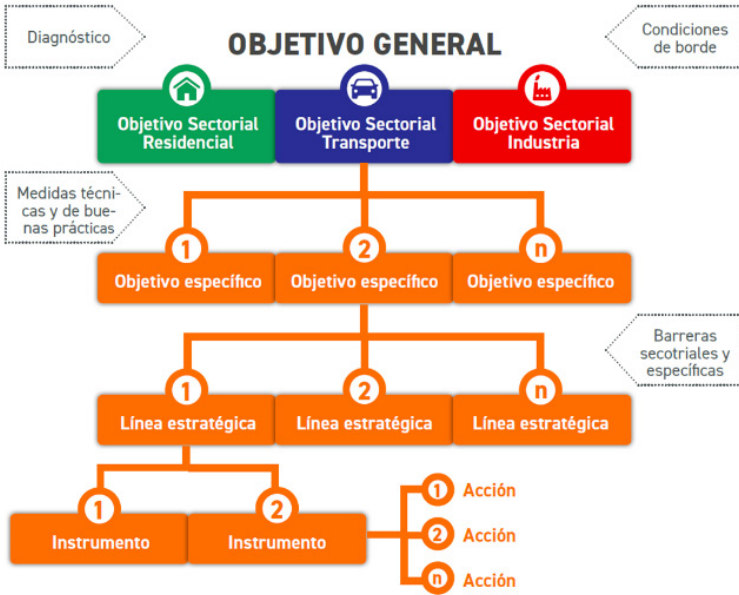 Diagnóstico
OBJETIVO GENERAL
Condiciones
de borde
Objetivo Sectorial
Residencial
Objetivo Sectorial
Transporte
Objetivo Sectorial
Industria
Medidas técni-
cas y de bue-
nas prácticas
1
2
n
Objetivo específico
Objetivo específico
Objetivo específico
Barreras
secotriales y
específicas
1
2
n
Línea estratégica
Línea estratégica
Línea estratégica
1
2
Instrumento
Instrumento
1 Acción
2 Acción
n Acción